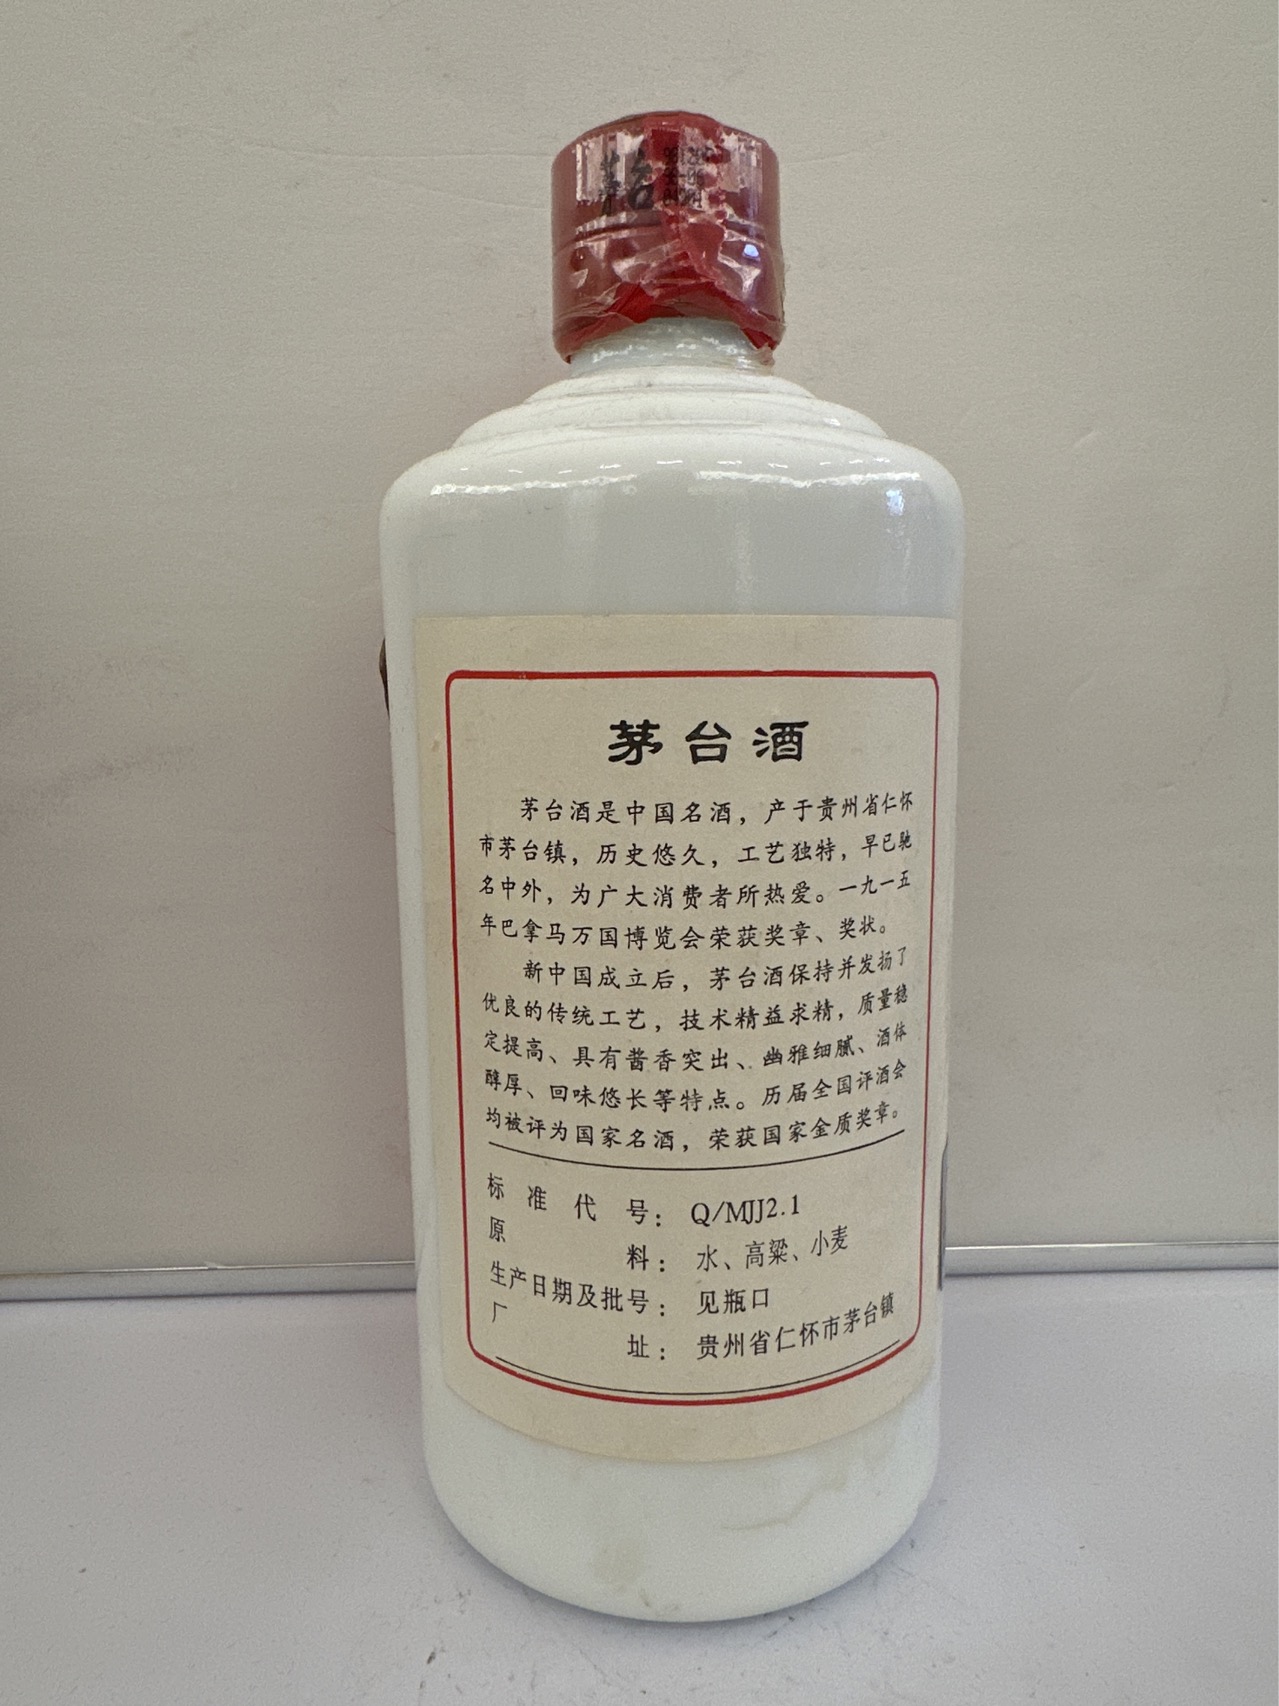 茅台
茅台酒
茅台酒是中国名酒，产于贵州省仁怀
市茅台镇，历史悠久，工艺独特，早已驰
名中外，为广大消费者所热爱。一九一五
年巴拿马万国博览会荣获奖章、奖状。
新中国成立后，茅台酒保持并发扬了
优良的传统工艺，技术精益求精，质量稳
定提高、具有酱香突出、幽雅细腻、酒体
醇厚、回味悠长等特点。历届全国评酒会
均被评为国家名酒，荣获国家金质奖章。
标准代号：Q/MJJ2.1
原料：水、高粱、小麦
生产日期及批号：见瓶口
厂址：贵州省仁怀市茅台镇